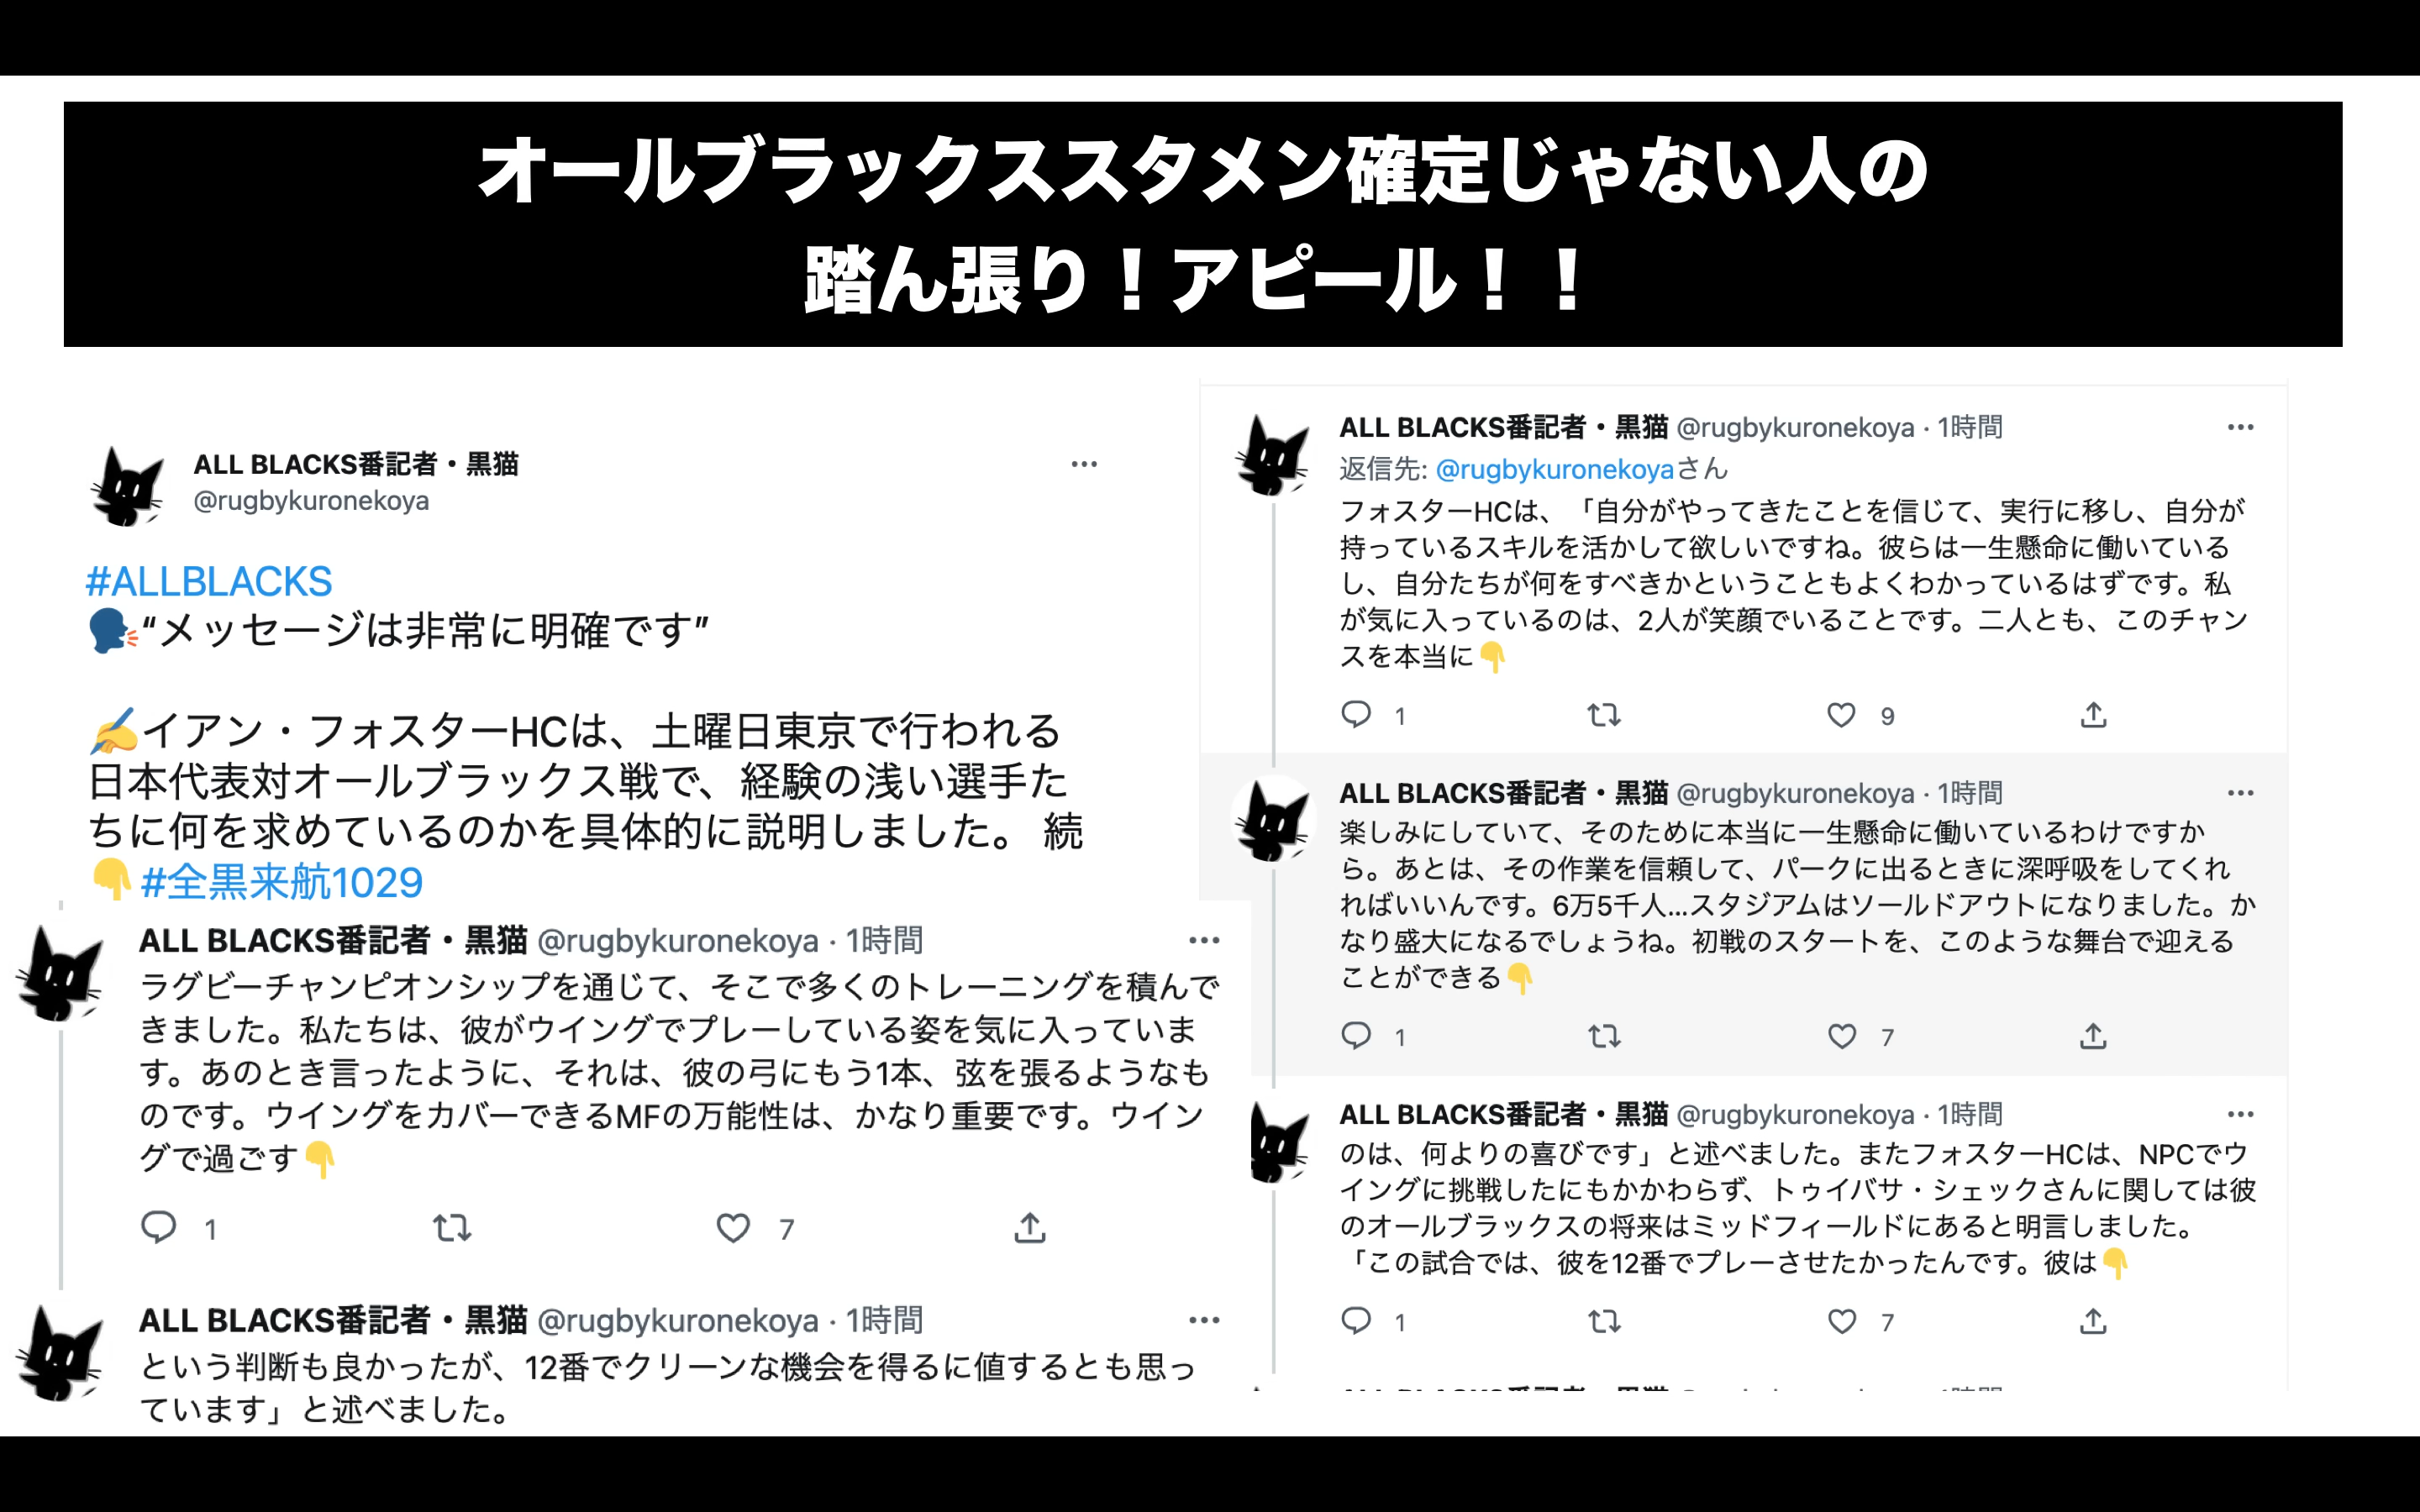 オールブラックススタメン確定じゃない人の
踏ん張り！アピール！！
ALL BLACKS番記者・黒猫
@rugbykuronekoya
#ALLBLACKS
🗣️“メッセージは非常に明確です”
✍️イアン・フォスターHCは、土曜日東京で行われる
日本代表対オールブラックス戦で、経験の浅い選手た
ちに何を求めているのかを具体的に説明しました。 続
👇#全黒来航1029
ALL BLACKS番記者・黒猫 @rugbykuronekoya · 1時間
返信先: @rugbykuronekoyaさん
フォスターHCは、「自分がやってきたことを信じて、実行に移し、自分が
持っているスキルを活かして欲しいですね。彼らは一生懸命に働いている
し、自分たちが何をすべきかということもよくわかっているはずです。私
が気に入っているのは、2人が笑顔でいることです。二人とも、このチャン
スを本当に👇
1 9
ALL BLACKS番記者・黒猫 @rugbykuronekoya · 1時間
楽しみにしていて、そのために本当に一生懸命に働いているわけですか
ら。あとは、その作業を信頼して、パークに出るときに深呼吸をしてくれ
ればいいんです。6万5千人...スタジアムはソールドアウトになりました。か
なり盛大になるでしょうね。初戦のスタートを、このような舞台で迎える
ことができる👇
1 7
ALL BLACKS番記者・黒猫 @rugbykuronekoya · 1時間
のは、何よりの喜びです」と述べました。またフォスターHCは、NPCでウ
イングに挑戦したにもかかわらず、トゥイバサ・シェックさんに関しては彼
のオールブラックスの将来はミッドフィールドにあると明言しました。
「この試合では、彼を12番でプレーさせたかったんです。彼は👇
1 7
ALL BLACKS番記者・黒猫 @rugbykuronekoya · 1時間
ラグビーチャンピオンシップを通じて、そこで多くのトレーニングを積んで
きました。私たちは、彼がウイングでプレーしている姿を気に入っていま
す。あのとき言ったように、それは、彼の弓にもう1本、弦を張るようなも
のです。ウイングをカバーできるMFの万能性は、かなり重要です。ウイン
グで過ごす👇
1 7
ALL BLACKS番記者・黒猫 @rugbykuronekoya · 1時間
という判断も良かったが、12番でクリーンな機会を得るに値するとも思っ
ています」と述べました。